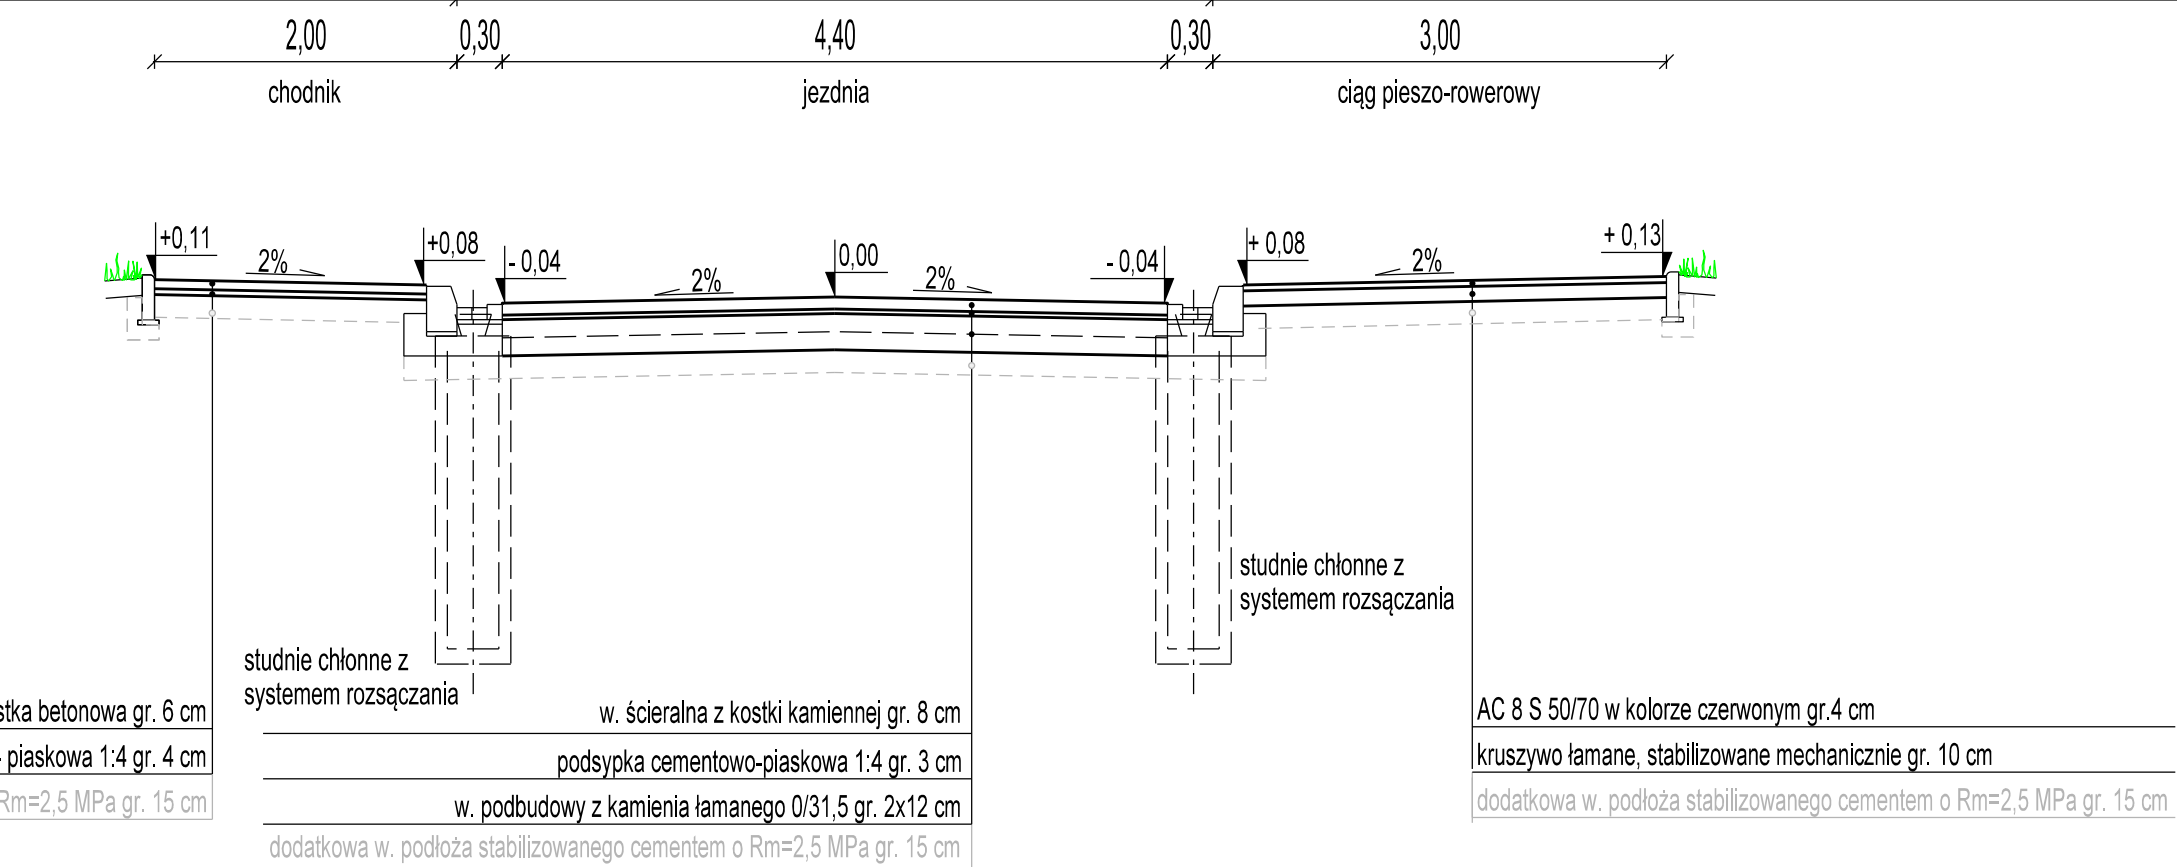 2,00 0,30 4,40 0,30 3,00
chodnik jezdnia ciąg pieszo-rowerowy
+0,11 2% +0,08 - 0,04 2% 0,00 2% - 0,04 + 0,08 2% + 0,13
studnie chłonne z
systemem rozsączania
studnie chłonne z
systemem rozsączania
betonowa gr. 6 cm
piaskowa 1:4 gr. 4 cm
Rm=2,5 MPa gr. 15 cm
w. ścieralna z kostki kamiennej gr. 8 cm
podsypka cementowo-piaskowa 1:4 gr. 3 cm
w. podbudowy z kamienia łamanego 0/31,5 gr. 2x12 cm
dodatkowa w. podłoża stabilizowanego cementem o Rm=2,5 MPa gr. 15 cm
AC 8 S 50/70 w kolorze czerwonym gr.4 cm
kruszywo łamane, stabilizowane mechanicznie gr. 10 cm
dodatkowa w. podłoża stabilizowanego cementem o Rm=2,5 MPa gr. 15 cm